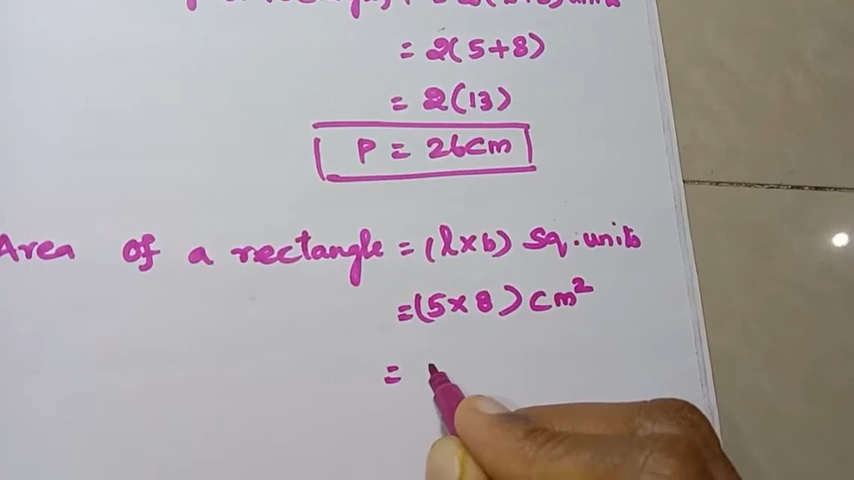 = 2(5+8)
= 2(13)
P = 26cm
Area of a rectangle = (l×b) sq.units
=(5×8) cm²
=